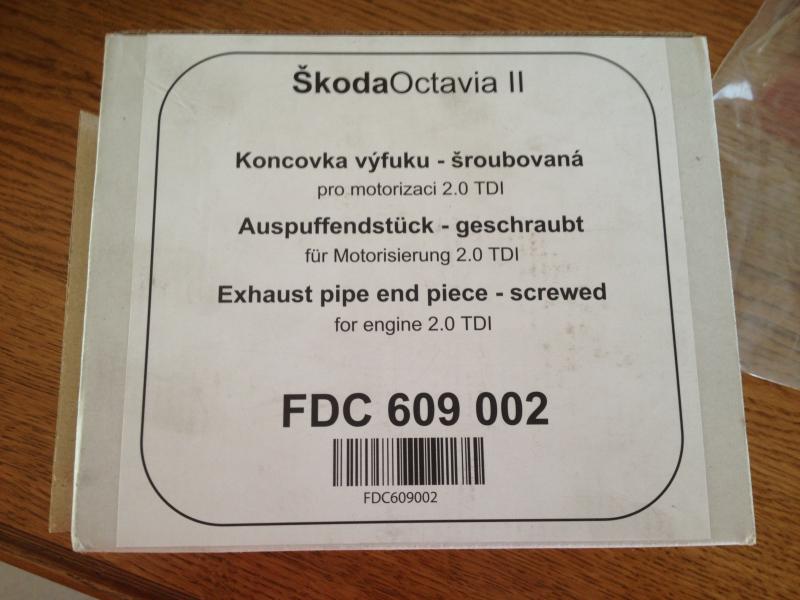 ŠkodaOctavia II
Koncovka výfuku - šroubovaná
pro motorizaci 2.0 TDI
Auspuffendstück - geschraubt
für Motorisierung 2.0 TDI
Exhaust pipe end piece - screwed
for engine 2.0 TDI
FDC 609 002
FDC609002